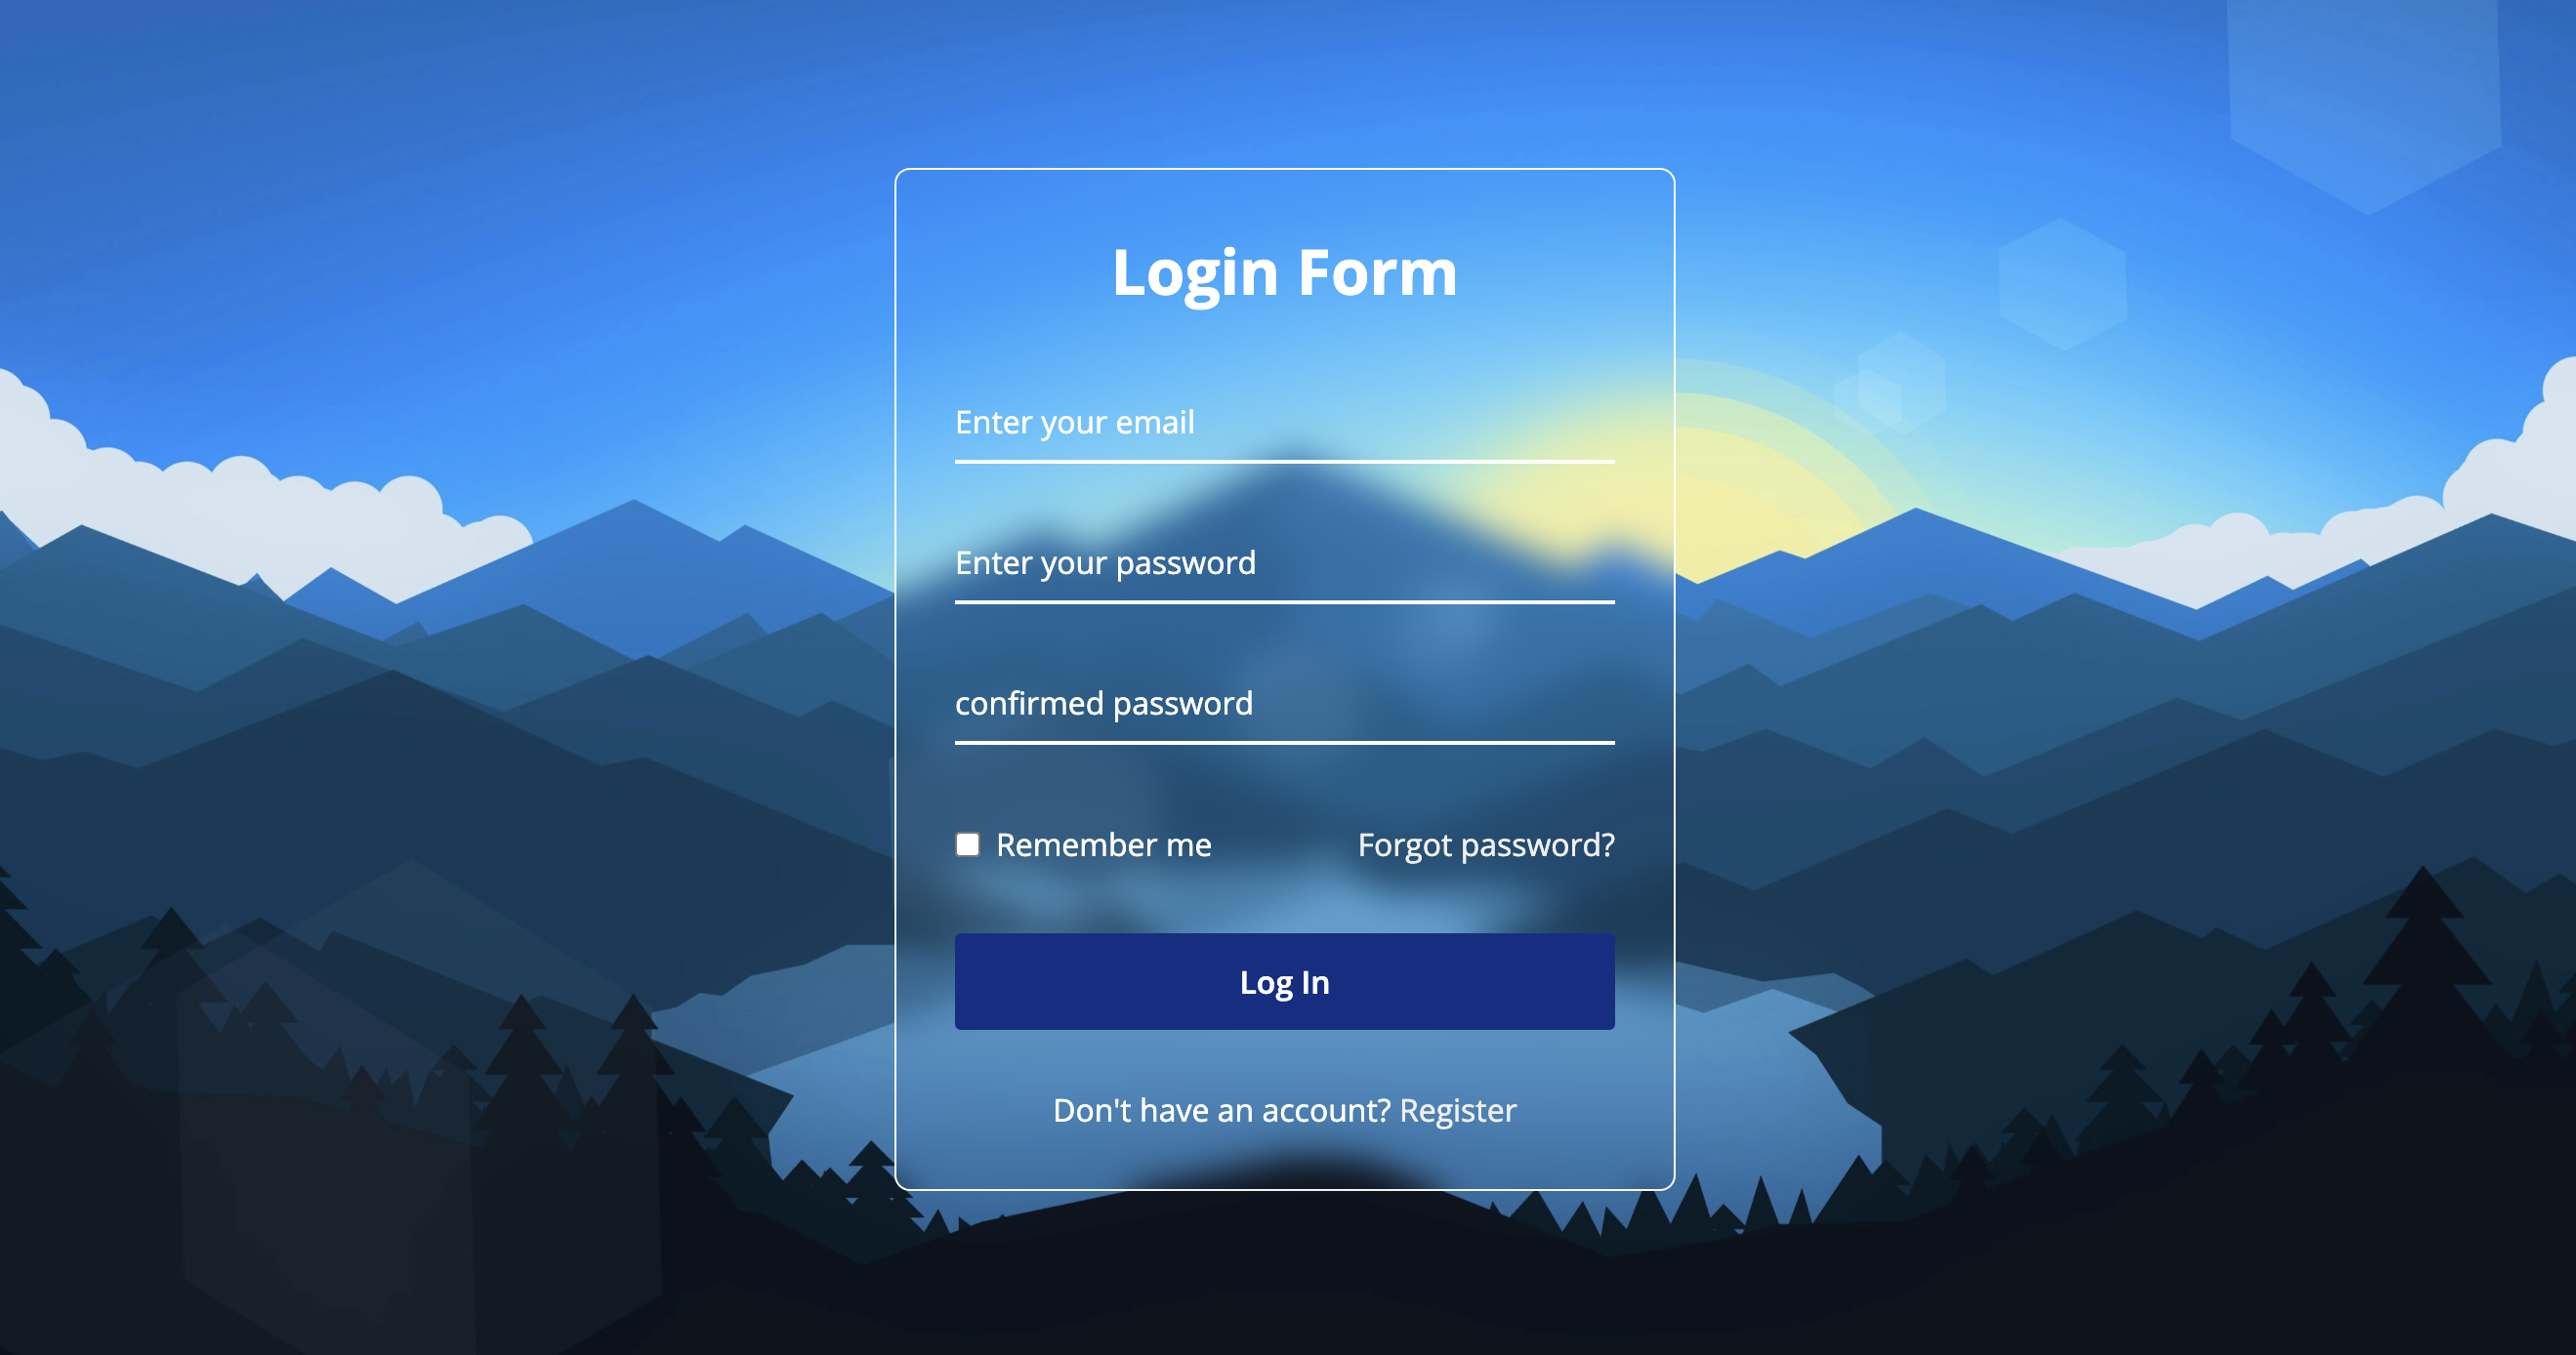 Login Form
Enter your email
Enter your password
confirmed password
Remember me Forgot password?
Log In
Don't have an account? Register